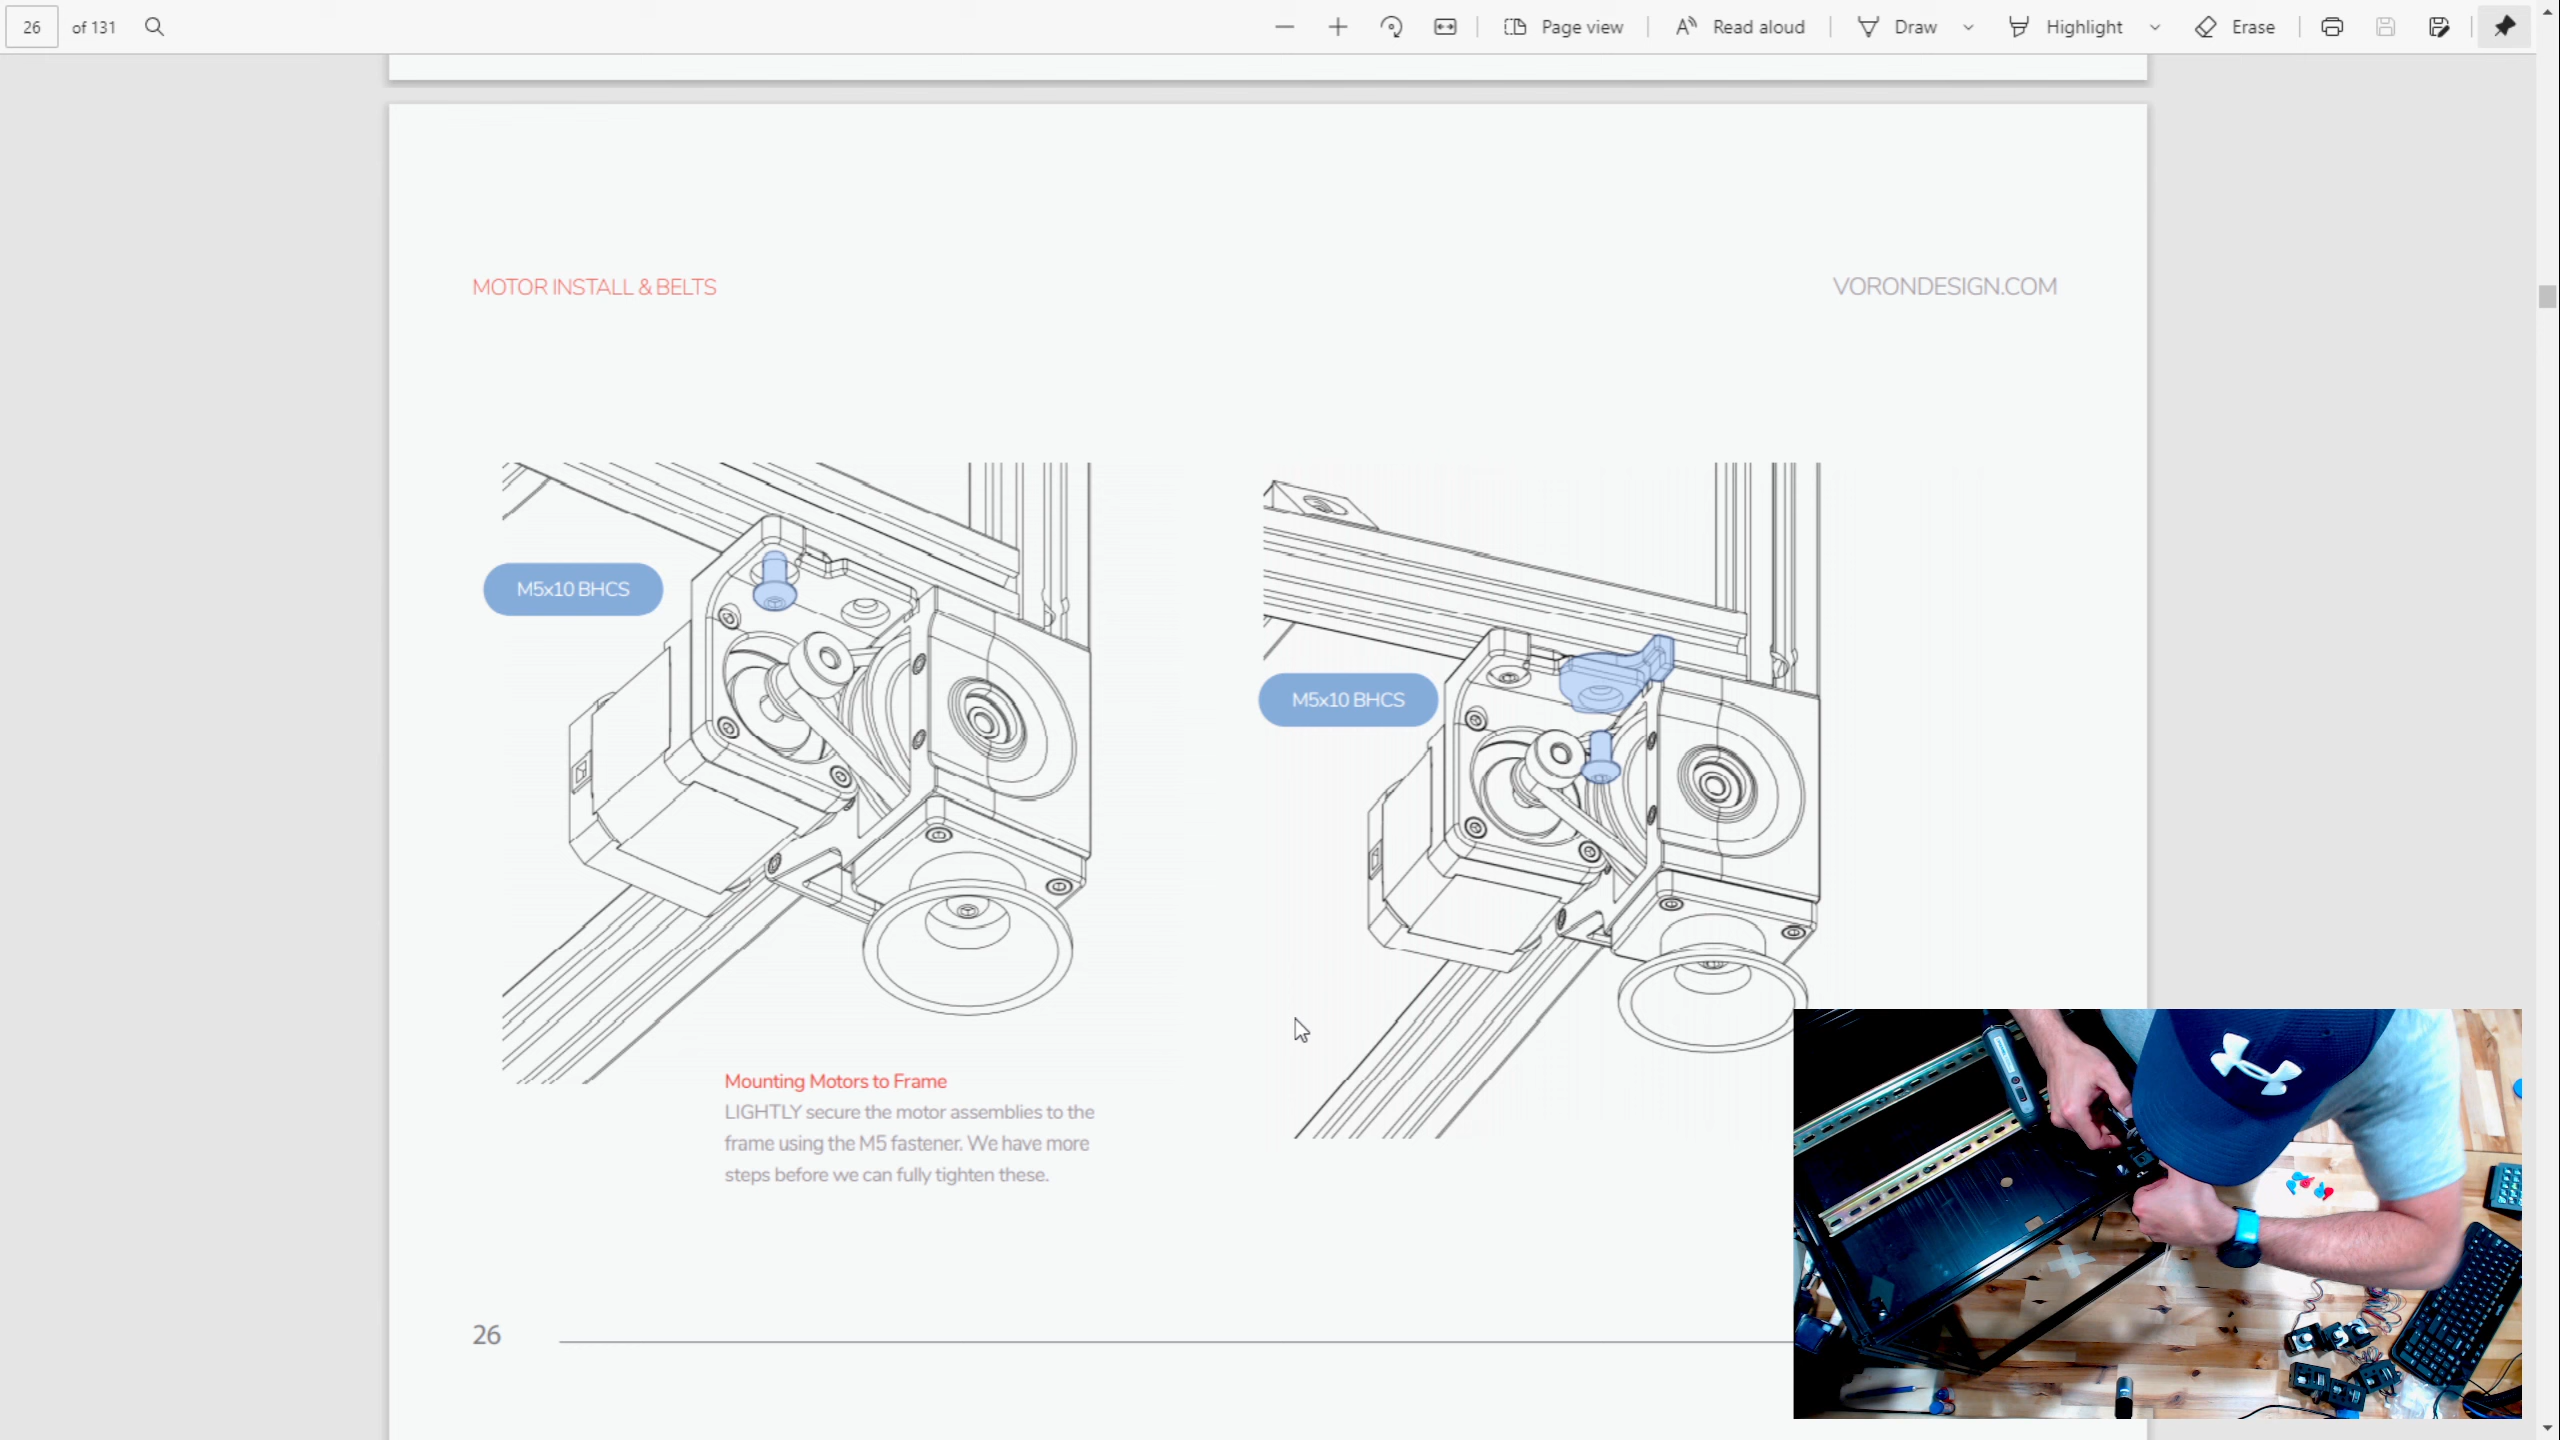 26 of 131 Page view Read aloud Draw Highlight Erase
MOTOR INSTALL & BELTS VORONDESIGN.COM
M5x10 BHCS
M5x10 BHCS
Mounting Motors to Frame
LIGHTLY secure the motor assemblies to the
frame using the M5 fastener. We have more
steps before we can fully tighten these.
26